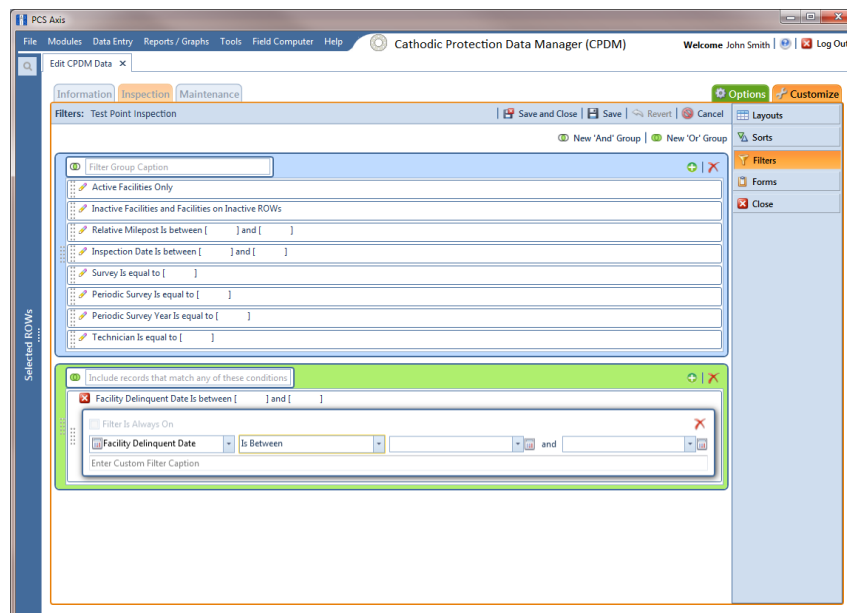 PCS Axis
File Modules Data Entry Reports / Graphs Tools Field Computer Help Cathodic Protection Data Manager (CPDM) Welcome John Smith | | Log Out
Edit CPDM Data ×
Information Inspection Maintenance Options Customize
Filters: Test Point Inspection | Save and Close | Save | Revert | Cancel
Layouts
New 'And' Group | New 'Or' Group
Sorts
Filter Group Caption
Filters
Active Facilities Only
Forms
Inactive Facilities and Facilities on Inactive ROWs
Close
Relative Milepost Is between [ ] and [ ]
Inspection Date Is between [ ] and [ ]
Survey Is equal to [ ]
Periodic Survey Is equal to [ ]
Periodic Survey Year Is equal to [ ]
Technician Is equal to [ ]
Selected ROWs
Include records that match any of these conditions
Facility Delinquent Date Is between [ ] and [ ]
Filter Is Always On
Facility Delinquent Date Is Between and
Enter Custom Filter Caption